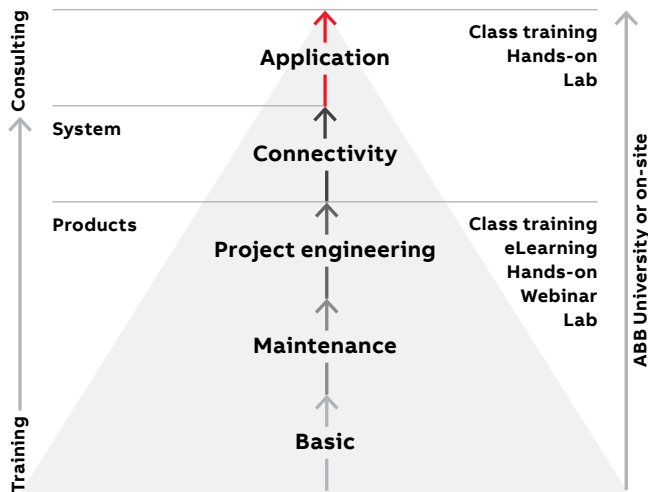 Consulting
Training
Application
Class training
Hands-on
Lab
System
Connectivity
Products
Project engineering
Class training
eLearning
Hands-on
Webinar
Lab
Maintenance
Basic
ABB University or on-site